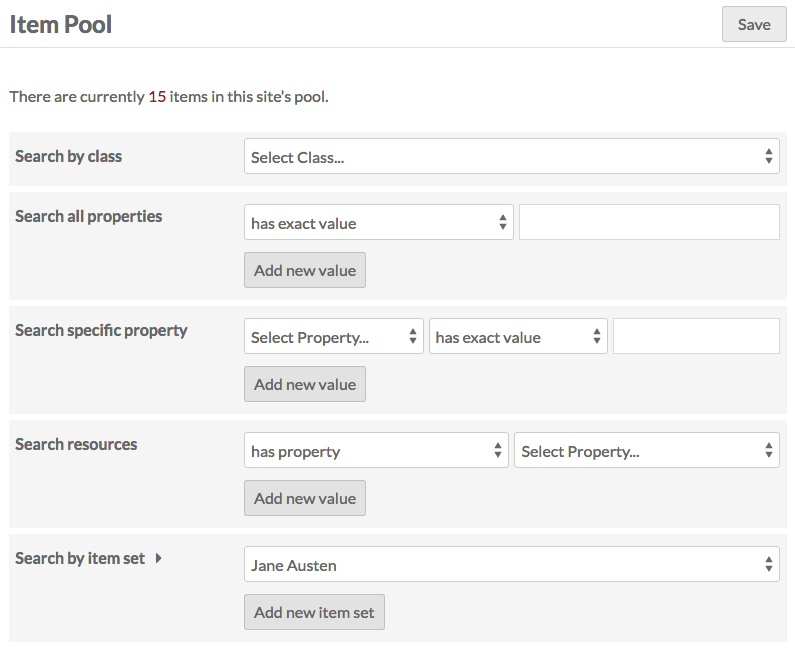 Item Pool
Save
There are currently 15 items in this site's pool.
Search by class
Select Class...
Search all properties
has exact value
Add new value
Search specific property
Select Property...
has exact value
Add new value
Search resources
has property
Select Property...
Add new value
Search by item set
Jane Austen
Add new item set